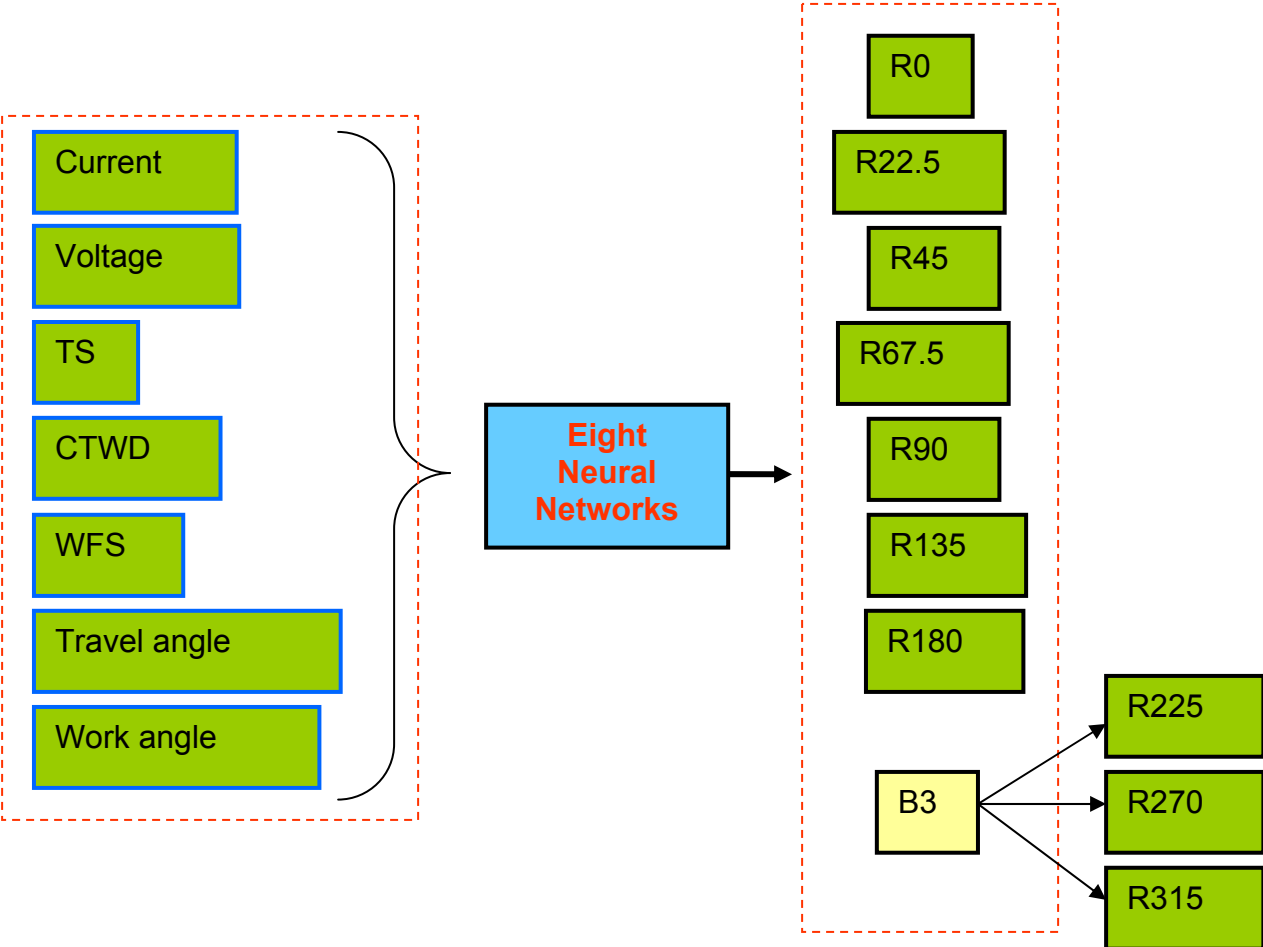 Current
Voltage
TS
CTWD
WFS
Travel angle
Work angle
Eight
Neural
Networks
R0
R22.5
R45
R67.5
R90
R135
R180
B3
R225
R270
R315